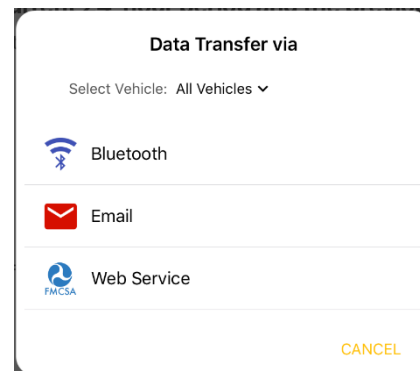 Data Transfer via
Select Vehicle: All Vehicles
Bluetooth
Email
Web Service
FMCSA
CANCEL